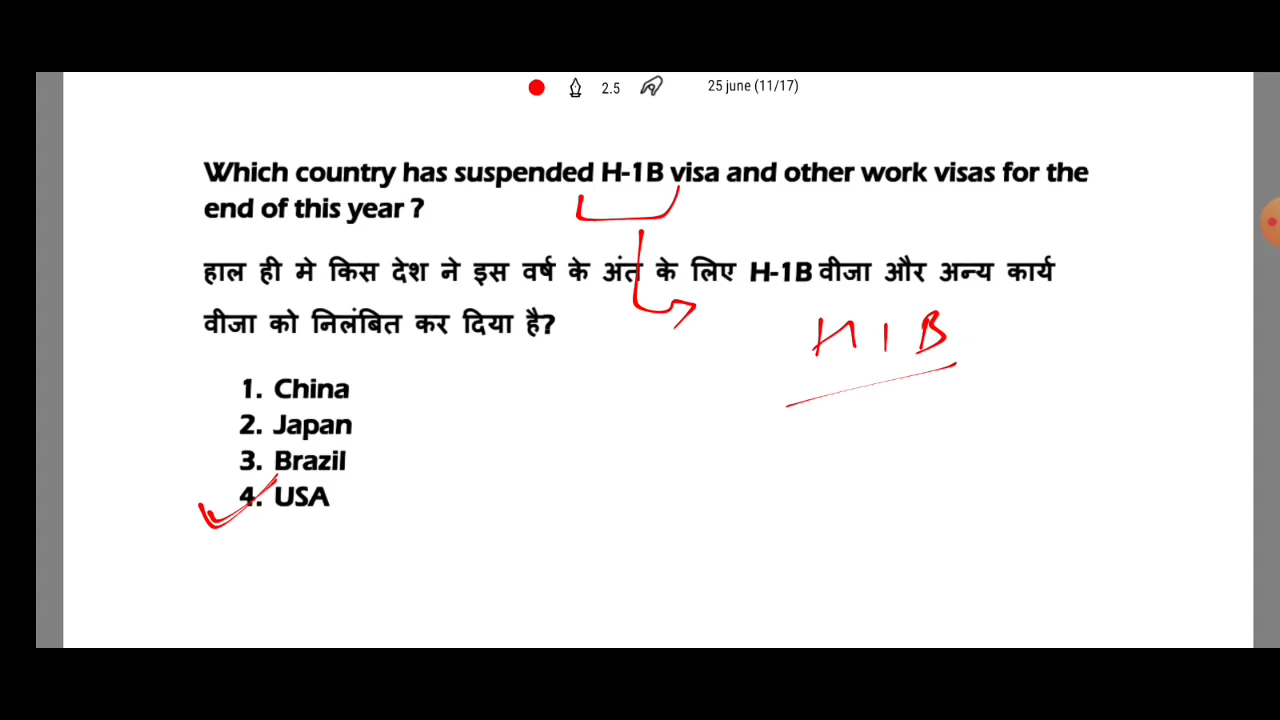 2.5 25 june (11/17)
Which country has suspended H-1B visa and other work visas for the
end of this year ?
हाल ही मे किस देश ने इस वर्ष के अंत के लिए H-1B वीजा और अन्य कार्य
वीजा को निलंबित कर दिया है?
H 1 B
1. China
2. Japan
3. Brazil
4. USA